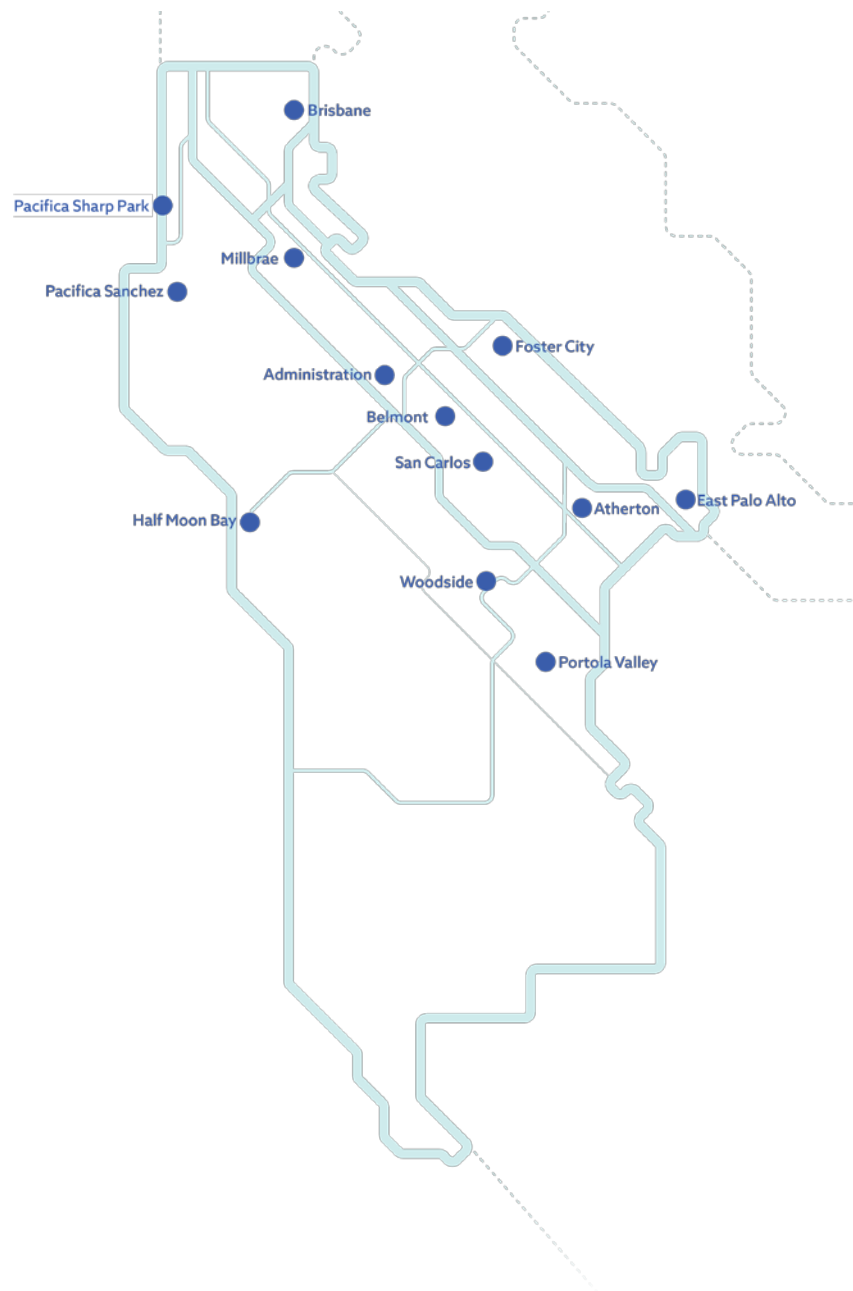 Brisbane
Pacifica Sharp Park
Millbrae
Pacifica Sanchez
Foster City
Administration
Belmont
San Carlos
East Palo Alto
Atherton
Half Moon Bay
Woodside
Portola Valley